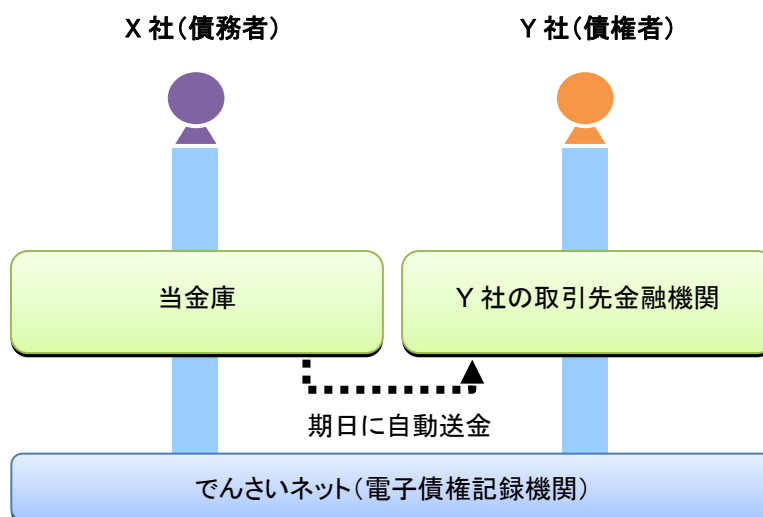 X 社（債務者）
Y 社（債権者）
当金庫
Y 社の取引先金融機関
期日に自動送金
でんさいネット（電子債権記録機関）